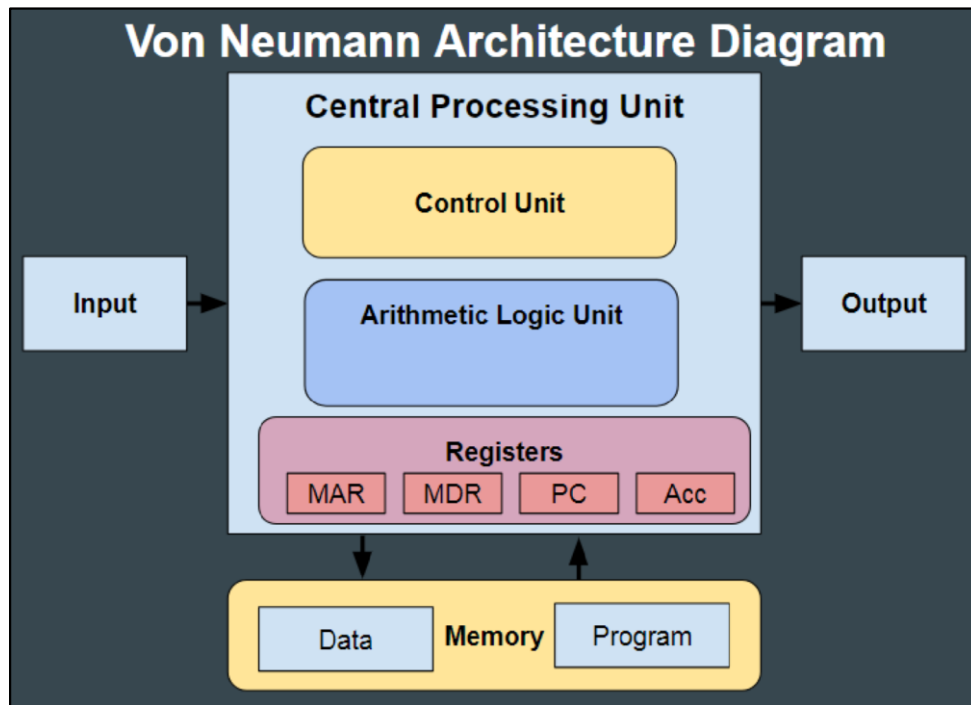 Von Neumann Architecture Diagram
Central Processing Unit
Control Unit
Input
Arithmetic Logic Unit
Output
Registers
MAR MDR PC Acc
Data Memory Program